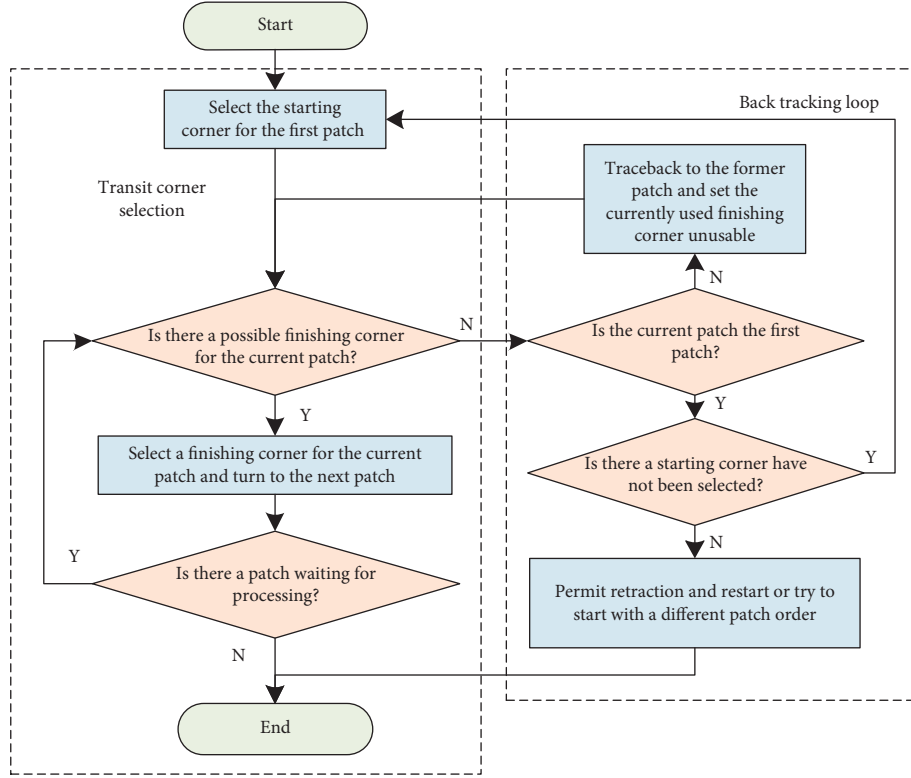 Start
Select the starting
corner for the first patch
Transit corner
selection
Is there a possible finishing corner
for the current patch?
N
Y
Select a finishing corner for the current
patch and turn to the next patch
Y
Is there a patch waiting for
processing?
N
End
Back tracking loop
Traceback to the former
patch and set the
currently used finishing
corner unusable
N
Is the current patch the first
patch?
Y
Is there a starting corner have
not been selected?
Y
N
Permit retraction and restart or try to
start with a different patch order